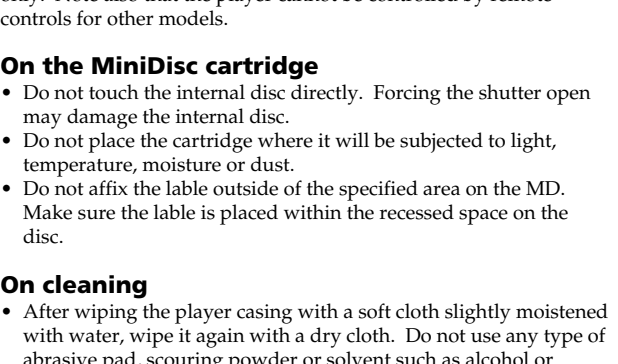 only. Note also that the player cannot be controlled by remote
controls for other models.
On the MiniDisc cartridge
• Do not touch the internal disc directly. Forcing the shutter open
may damage the internal disc.
• Do not place the cartridge where it will be subjected to light,
temperature, moisture or dust.
• Do not affix the lable outside of the specified area on the MD.
Make sure the lable is placed within the recessed space on the
disc.
On cleaning
• After wiping the player casing with a soft cloth slightly moistened
with water, wipe it again with a dry cloth. Do not use any type of
abrasive pad, scouring powder or solvent such as alcohol or